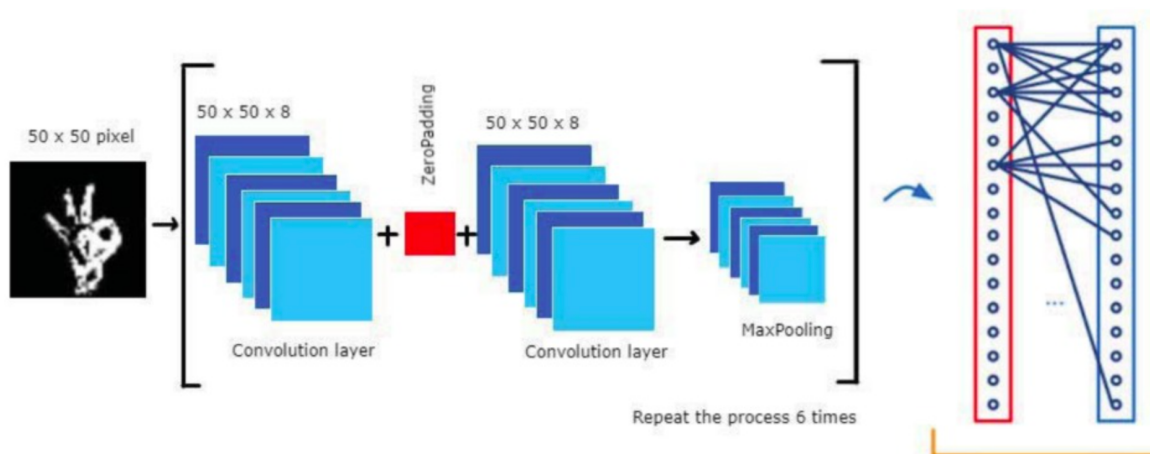 50 x 50 pixel
50 x 50 x 8
Convolution layer
ZeroPadding
50 x 50 x 8
Convolution layer
MaxPooling
Repeat the process 6 times
...